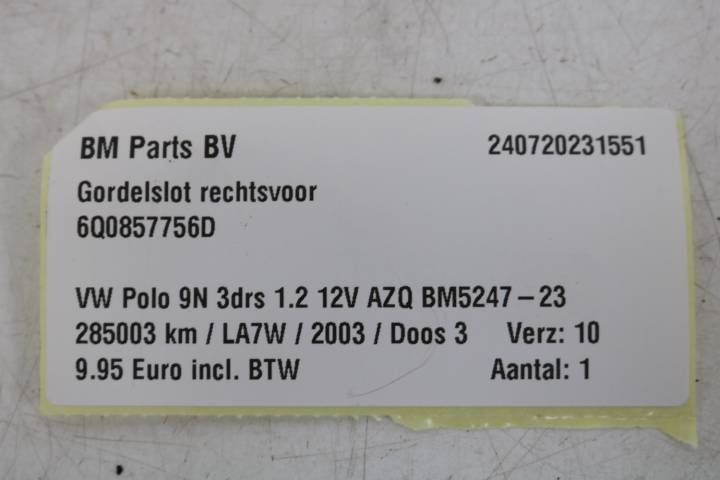 BM Parts BV 240720231551
Gordelslot rechtsvoor
6Q0857756D
VW Polo 9N 3drs 1.2 12V AZQ BM5247-23
285003 km / LA7W / 2003 / Doos 3 Verz: 10
9.95 Euro incl. BTW Aantal: 1